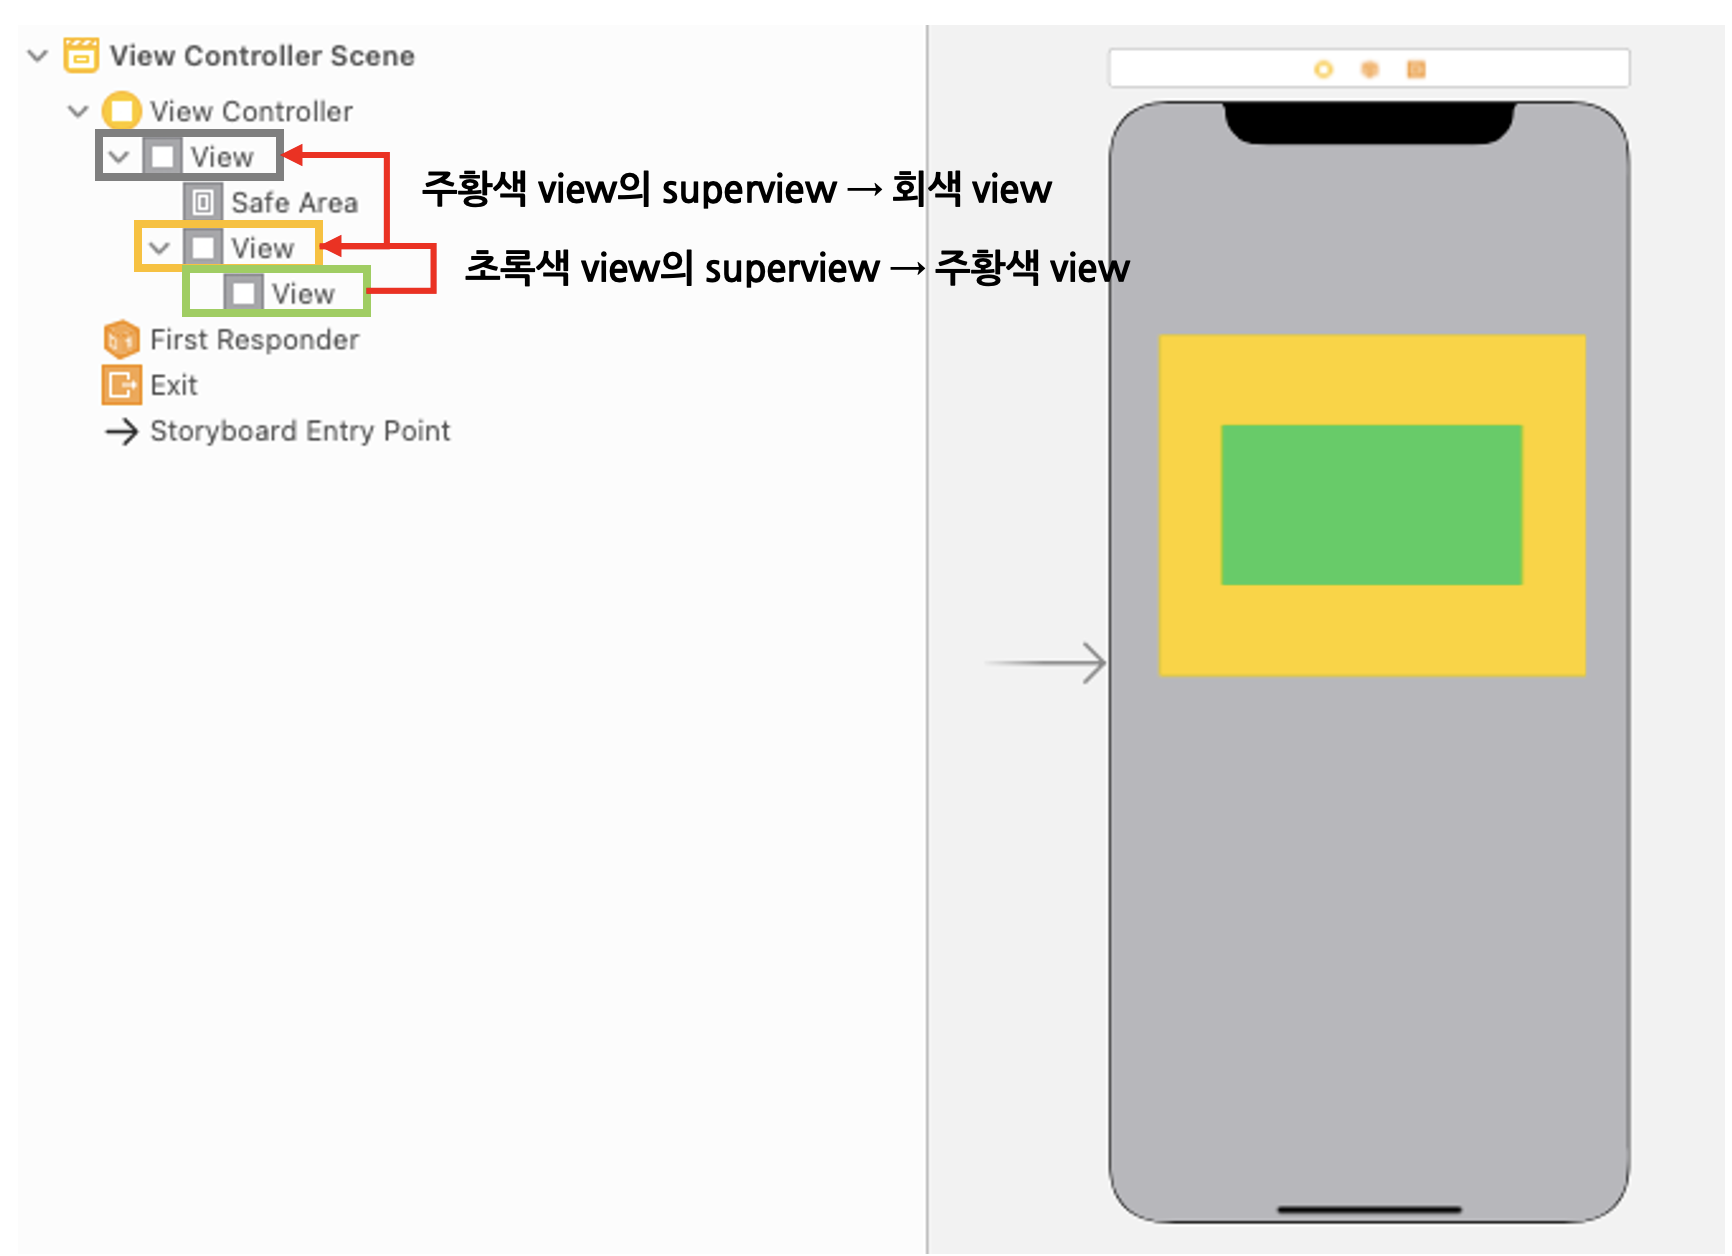 View Controller Scene
View Controller
View
주황색 view의 superview → 회색 view
Safe Area
View
초록색 view의 superview → 주황색 view
View
First Responder
Exit
Storyboard Entry Point